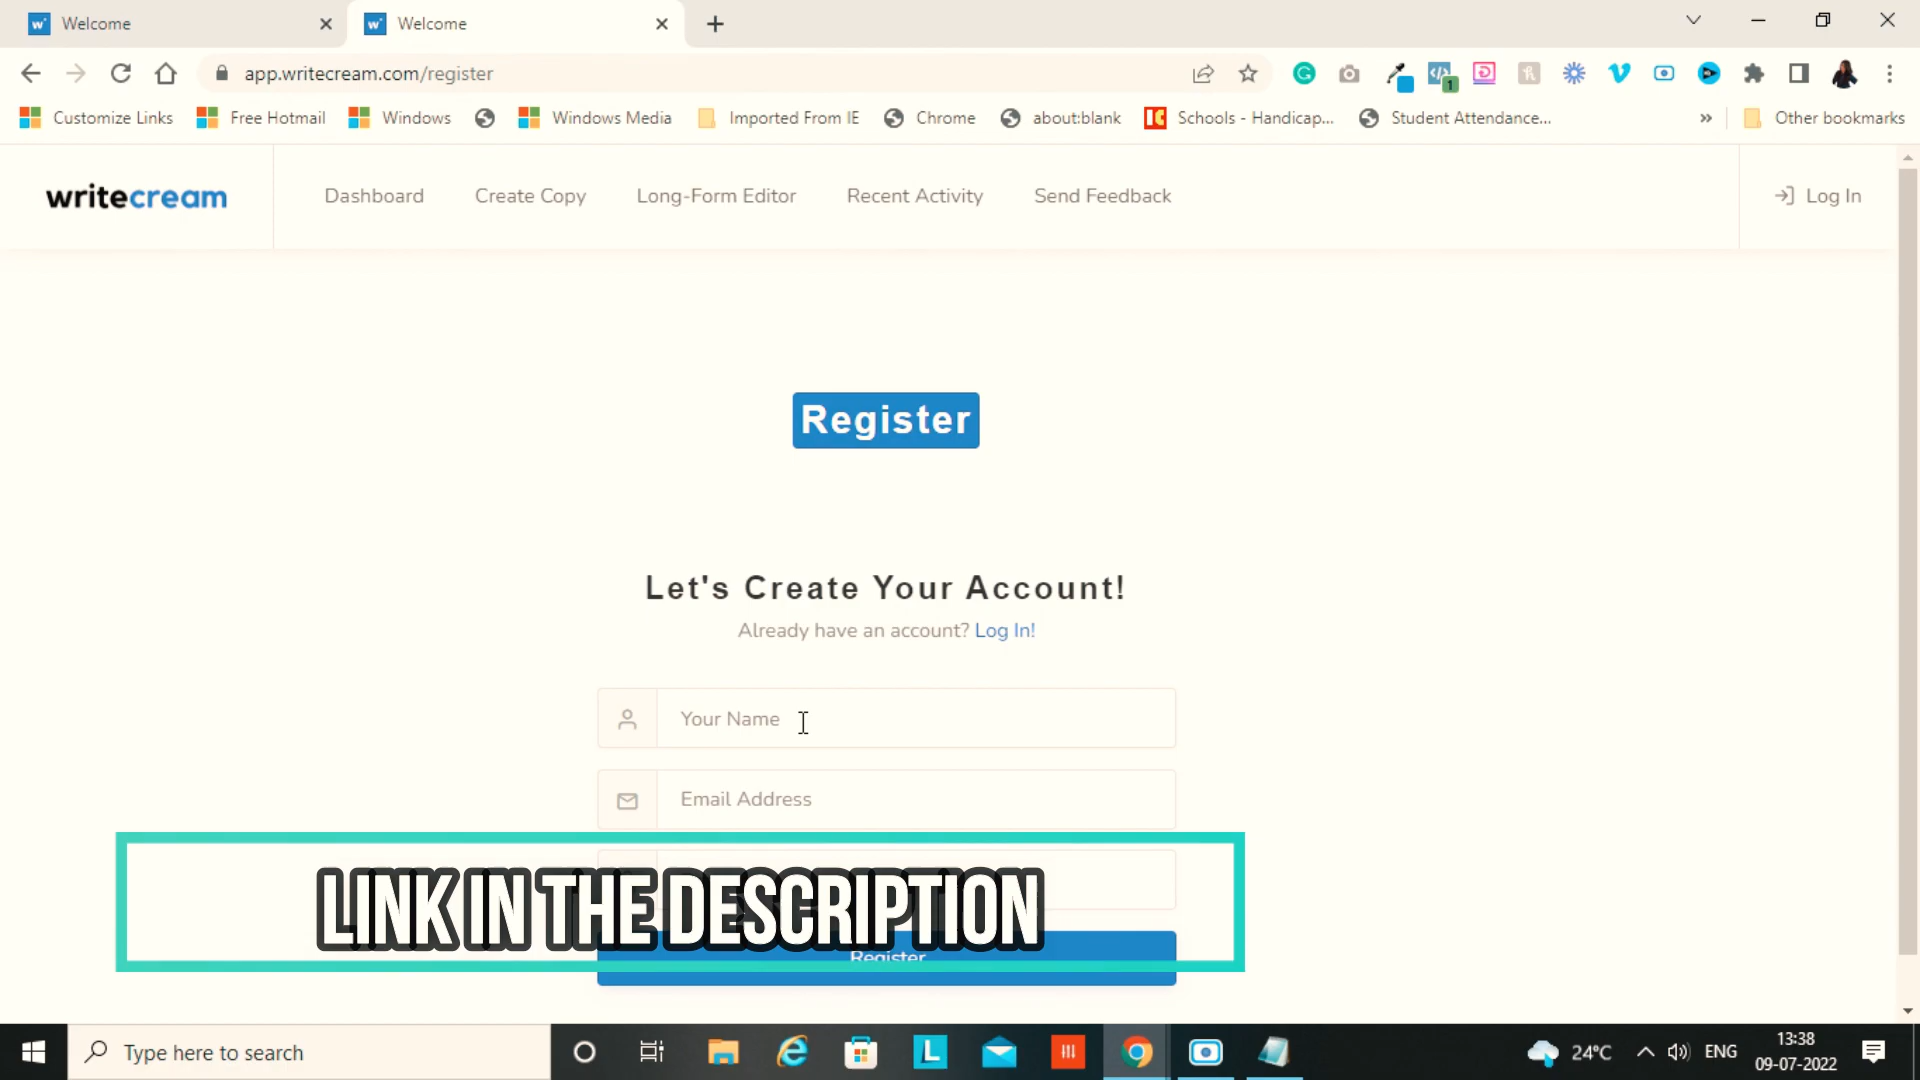 Welcome
Welcome
app.writecream.com/register
1
Customize Links
Free Hotmail
Windows
Windows Media
Imported From IE
Chrome
about:blank
Schools - Handicap...
Student Attendance...
»
Other bookmarks
writecream
Dashboard
Create Copy
Long-Form Editor
Recent Activity
Send Feedback
Log In
Register
Let's Create Your Account!
Already have an account? Log In!
Your Name
Email Address
LINK IN THE DESCRIPTION
Register
Type here to search
24°C
ENG
13:38
09-07-2022